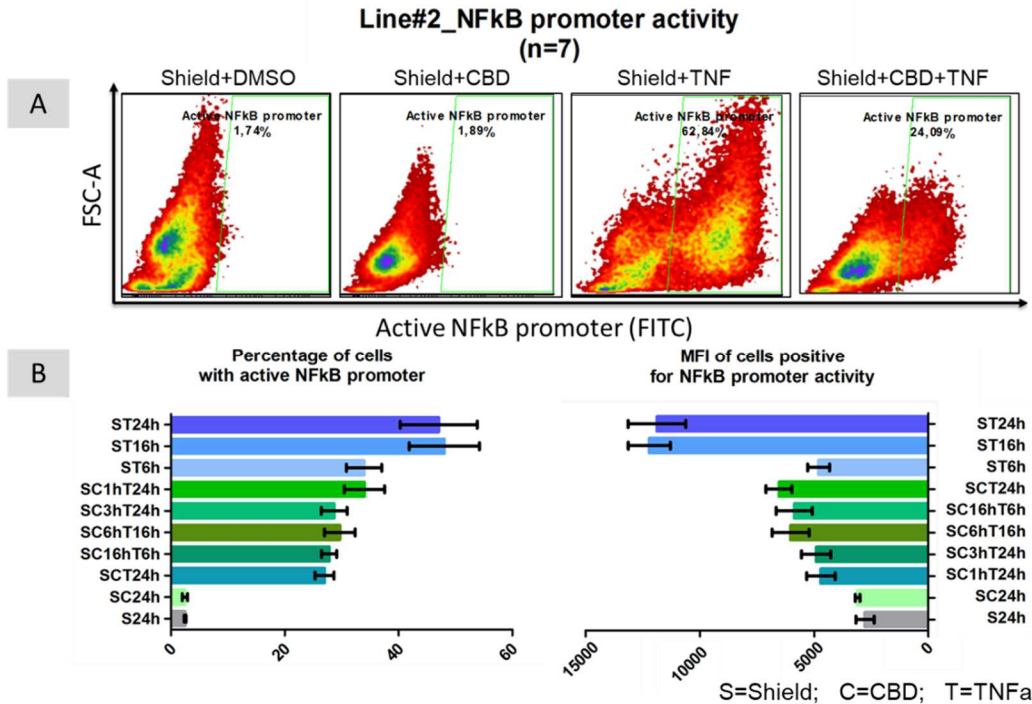 Line#2_NFkB promoter activity
(n=7)
A
Shield+DMSO
Shield+CBD
Shield+TNF
Shield+CBD+TNF
Active NFkB promoter
1,74%
Active NFkB promoter
1,89%
Active NFkB promoter
62,84%
Active NFkB promoter
24,09%
FSC-A
Active NFkB promoter (FITC)
B
Percentage of cells
with active NFkB promoter
ST24h
ST16h
ST6h
SC1hT24h
SC3hT24h
SC6hT16h
SC16hT6h
SCT24h
SC24h
S24h
0
20
40
60
MFI of cells positive
for NFkB promoter activity
ST24h
ST16h
ST6h
SCT24h
SC16hT6h
SC6hT16h
SC3hT24h
SC1hT24h
SC24h
S24h
15000
10000
5000
0
S=Shield; C=CBD; T=TNFa